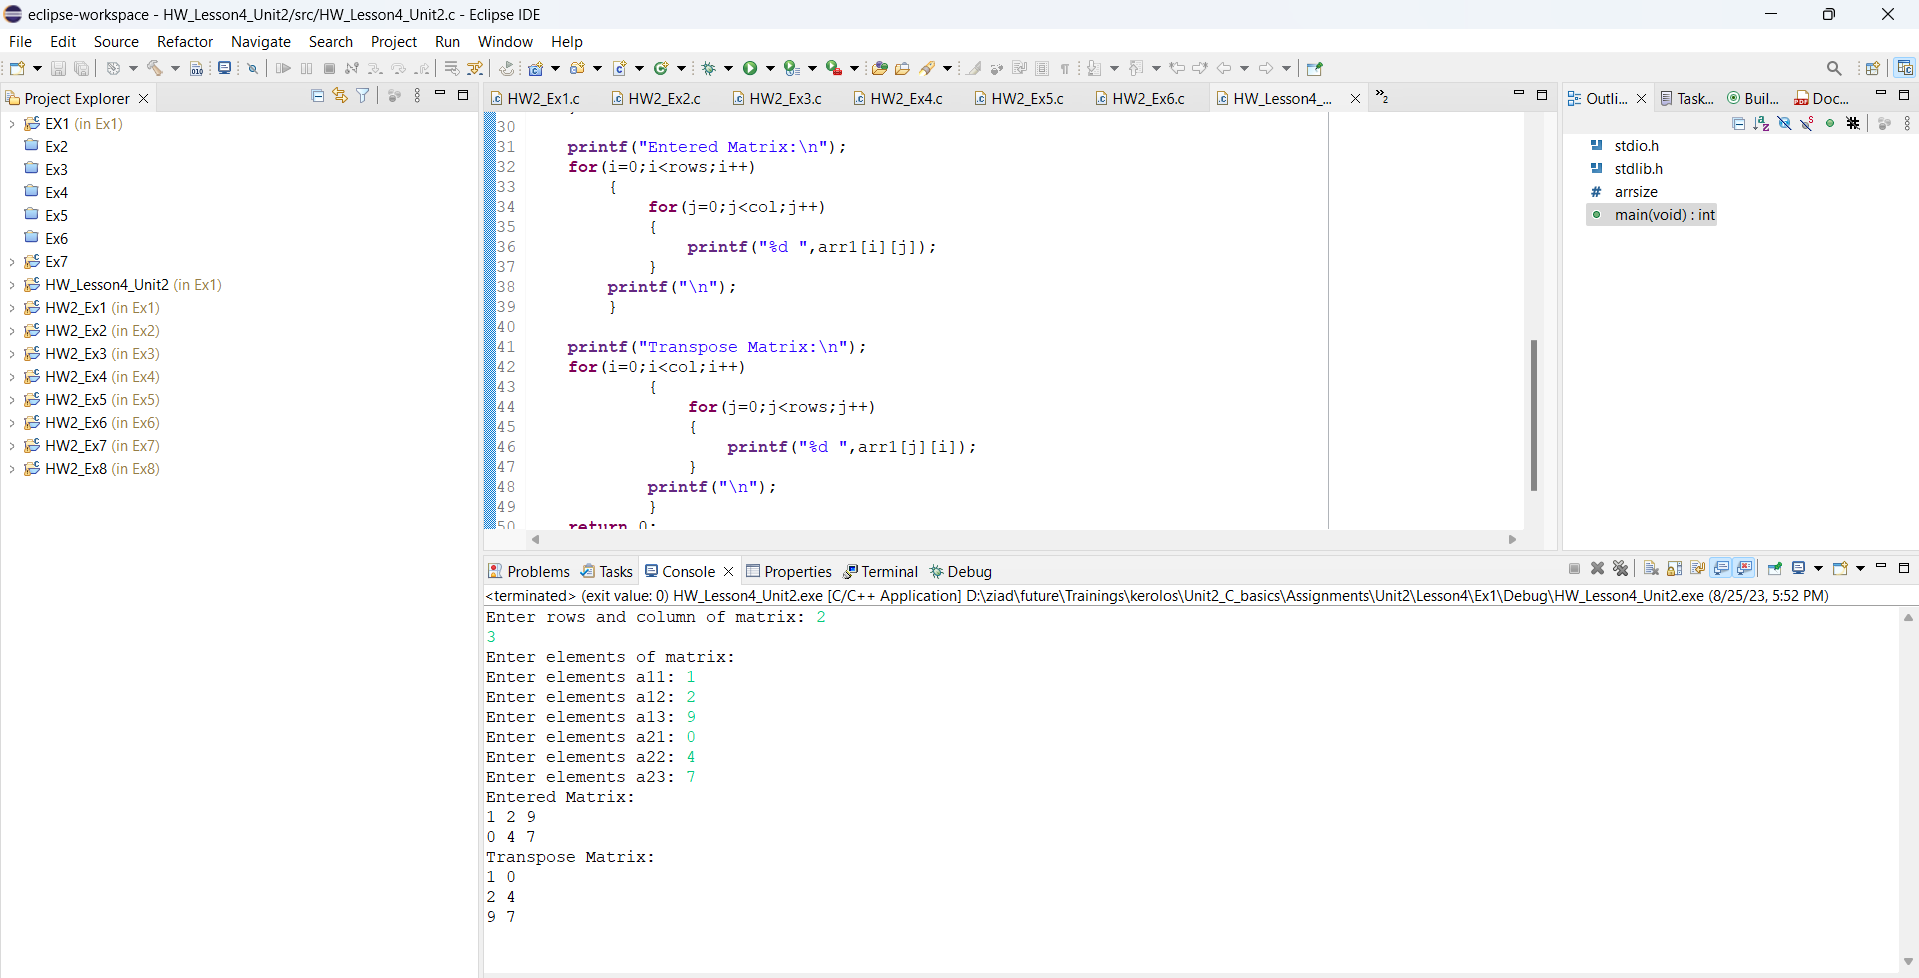 eclipse-workspace - HW_Lesson4_Unit2/src/HW_Lesson4_Unit2.c - Eclipse IDE
File Edit Source Refactor Navigate Search Project Run Window Help
Project Explorer
EX1 (in Ex1)
Ex2
Ex3
Ex4
Ex5
Ex6
Ex7
HW_Lesson4_Unit2 (in Ex1)
HW2_Ex1 (in Ex1)
HW2_Ex2 (in Ex2)
HW2_Ex3 (in Ex3)
HW2_Ex4 (in Ex4)
HW2_Ex5 (in Ex5)
HW2_Ex6 (in Ex6)
HW2_Ex7 (in Ex7)
HW2_Ex8 (in Ex8)
HW2_Ex1.c HW2_Ex2.c HW2_Ex3.c HW2_Ex4.c HW2_Ex5.c HW2_Ex6.c HW_Lesson4_... »2
30
31 printf("Entered Matrix:\n");
32 for(i=0;i<rows;i++)
33 {
34 for(j=0;j<col;j++)
35 {
36 printf("%d ",arr1[i][j]);
37 }
38 printf("\n");
39 }
40
41 printf("Transpose Matrix:\n");
42 for(i=0;i<col;i++)
43 {
44 for(j=0;j<rows;j++)
45 {
46 printf("%d ",arr1[j][i]);
47 }
48 printf("\n");
49 }
50 return 0;
Outli... Task... Buil... Doc...
stdio.h
stdlib.h
arrsize
main(void) : int
Problems Tasks Console Properties Terminal Debug
<terminated> (exit value: 0) HW_Lesson4_Unit2.exe [C/C++ Application] D:\ziad\future\Trainings\kerolos\Unit2_C_basics\Assignments\Unit2\Lesson4\Ex1\Debug\HW_Lesson4_Unit2.exe (8/25/23, 5:52 PM)
Enter rows and column of matrix: 2
3
Enter elements of matrix:
Enter elements a11: 1
Enter elements a12: 2
Enter elements a13: 9
Enter elements a21: 0
Enter elements a22: 4
Enter elements a23: 7
Entered Matrix:
1 2 9
0 4 7
Transpose Matrix:
1 0
2 4
9 7